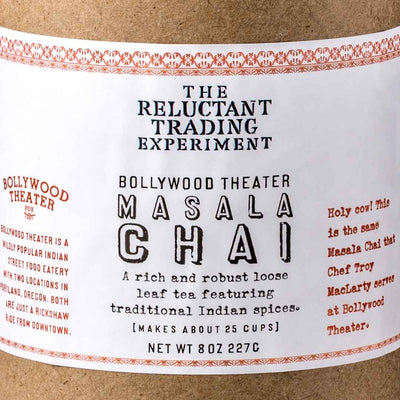 THE
RELUCTANT
TRADING
EXPERIMENT
BOLLYWOOD THEATER
MASALA
CHAI
A rich and robust loose
leaf tea featuring
traditional Indian spices.
[MAKES ABOUT 25 CUPS]
NET WT 8 OZ 227G
BOLLYWOOD
THEATER
PDX
BOLLYWOOD THEATER IS A
WILDLY POPULAR INDIAN
STREET FOOD EATERY
WITH TWO LOCATIONS IN
PORTLAND, OREGON. BOTH
ARE JUST A RICKSHAW
RIDE FROM DOWNTOWN.
Holy cow! This
is the same
Masala Chai that
Chef Troy
MacLarty serves
at Bollywood
Theater.